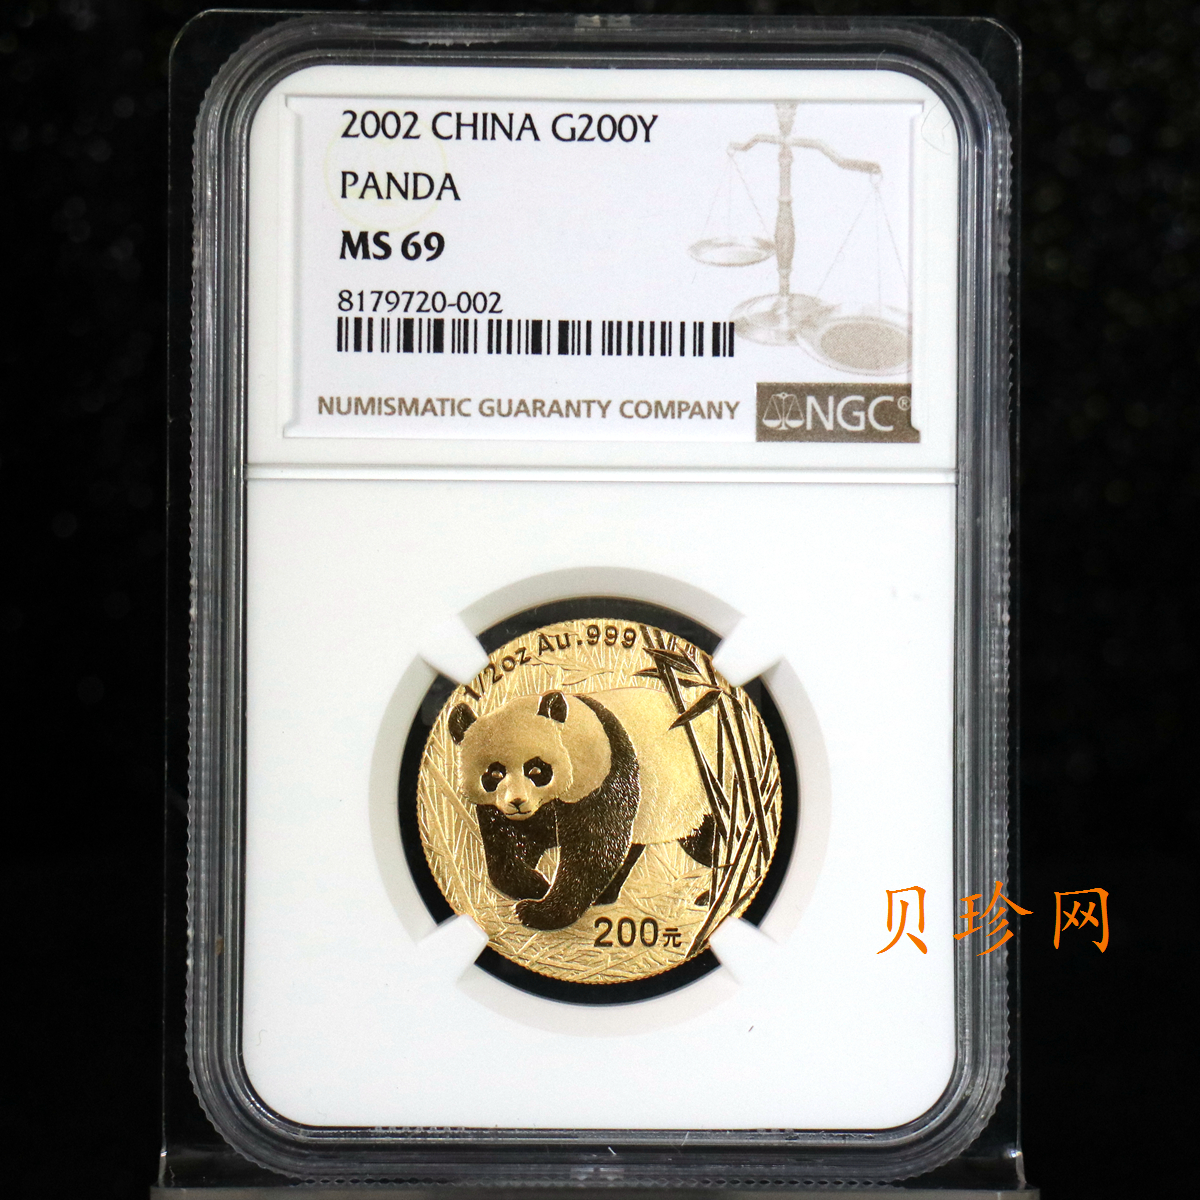 2002 CHINA G200Y
PANDA
MS 69
8179720-002
NUMISMATIC GUARANTY COMPANY
NGC®
1/2oz Au.999
200元
贝珍网